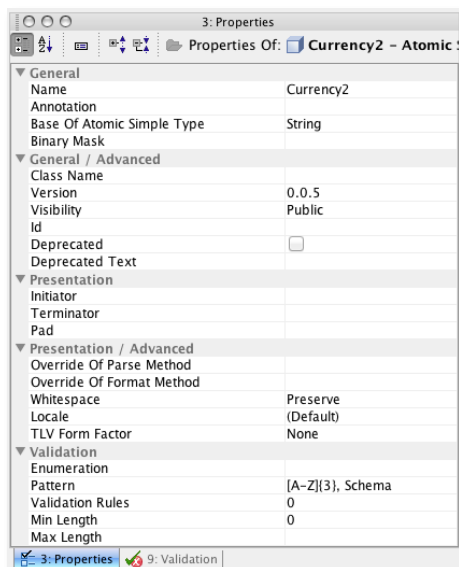 3: Properties
Properties Of: Currency2 – Atomic
General
Name Currency2
Annotation
Base Of Atomic Simple Type String
Binary Mask
General / Advanced
Class Name
Version 0.0.5
Visibility Public
Id
Deprecated
Deprecated Text
Presentation
Initiator
Terminator
Pad
Presentation / Advanced
Override Of Parse Method
Override Of Format Method
Whitespace Preserve
Locale (Default)
TLV Form Factor None
Validation
Enumeration
Pattern [A-Z]{3}, Schema
Validation Rules 0
Min Length 0
Max Length
3: Properties 9: Validation